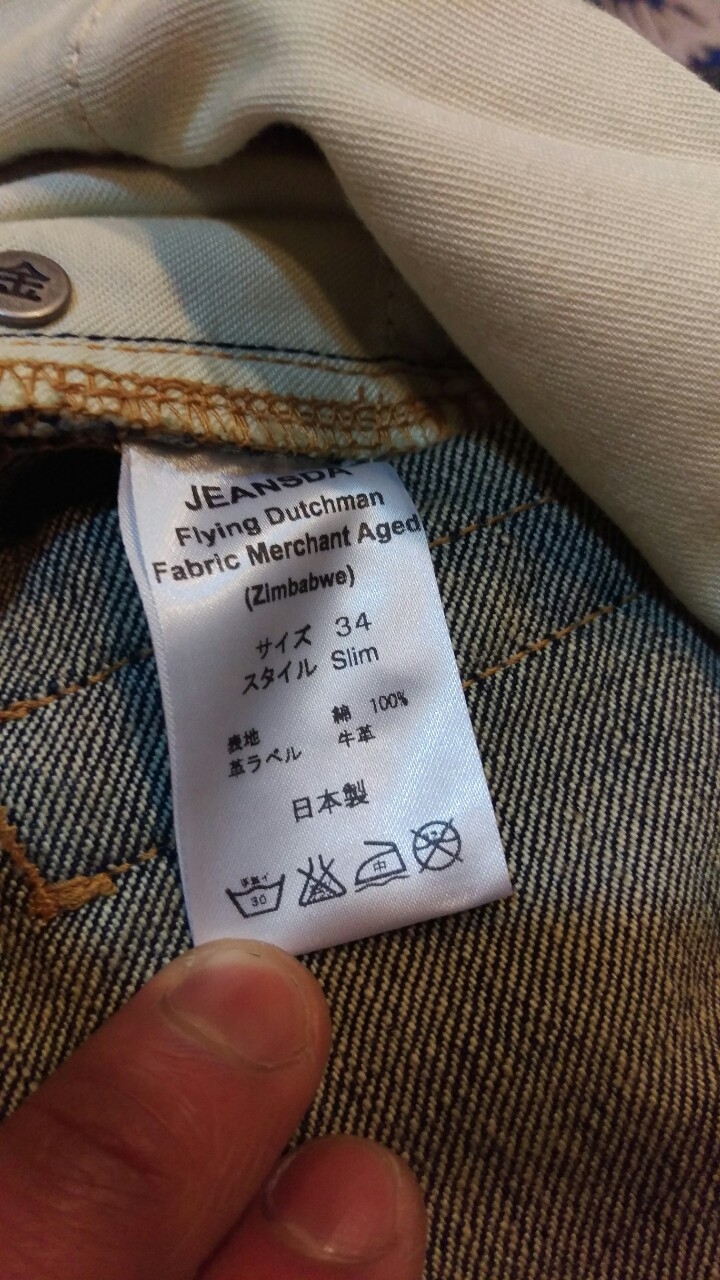 金
JEANSDA
Flying Dutchman
Fabric Merchant Aged
(Zimbabwe)
サイズ 34
スタイル Slim
表地 綿 100%
革ラベル 牛革
日本製
30 中